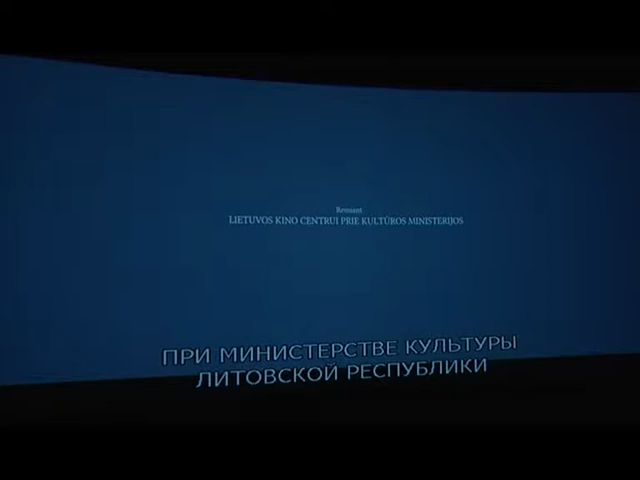 Remiant
LIETUVOS KINO CENTRUI PRIE KULTŪROS MINISTERIJOS
ПРИ МИНИСТЕРСТВЕ КУЛЬТУРЫ
ЛИТОВСКОЙ РЕСПУБЛИКИ